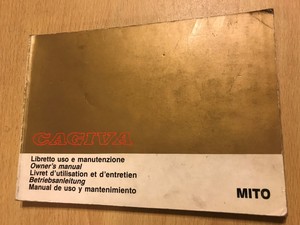 CAGIVA
Libretto uso e manutenzione
Owner's manual
Livret d'utilisation et d'entretien
Betriebsanleitung
Manual de uso y mantenimiento
MITO